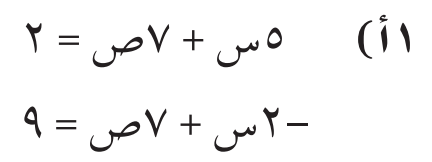 ١أ) ٥س + ٧ص = ٢
−٢س + ٧ص = ٩